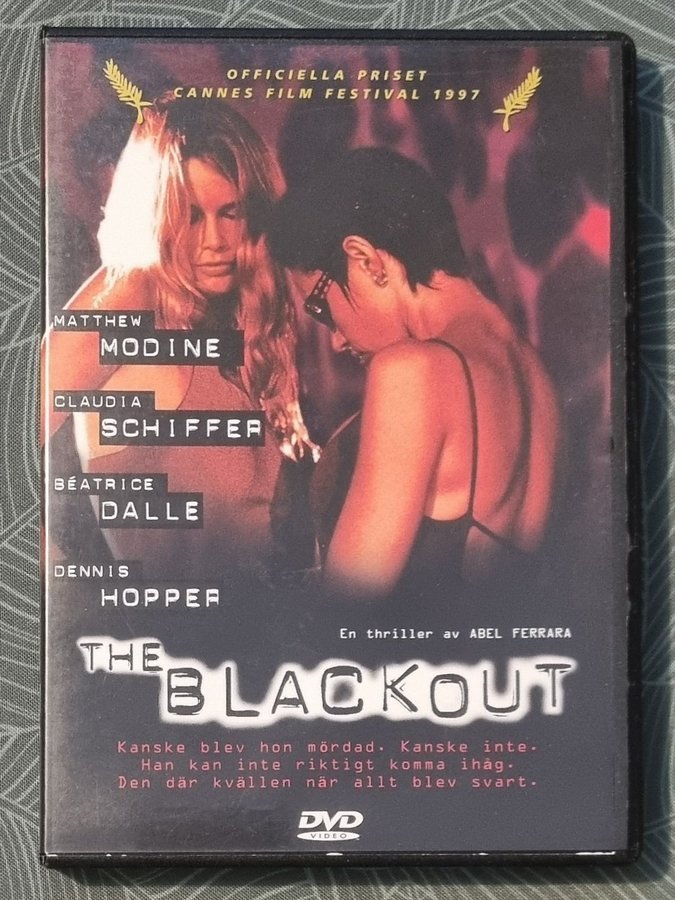 OFFICIELLA PRISET
CANNES FILM FESTIVAL 1997
MATTHEW
MODINE
CLAUDIA
SCHIFFER
BÉATRICE
DALLE
DENNIS
HOPPER
En thriller av ABEL FERRARA
THE BLACKOUT
Kanske blev hon mördad. Kanske inte.
Han kan inte riktigt komma ihåg.
Den där kvällen när allt blev svart.
DVD
VIDEO